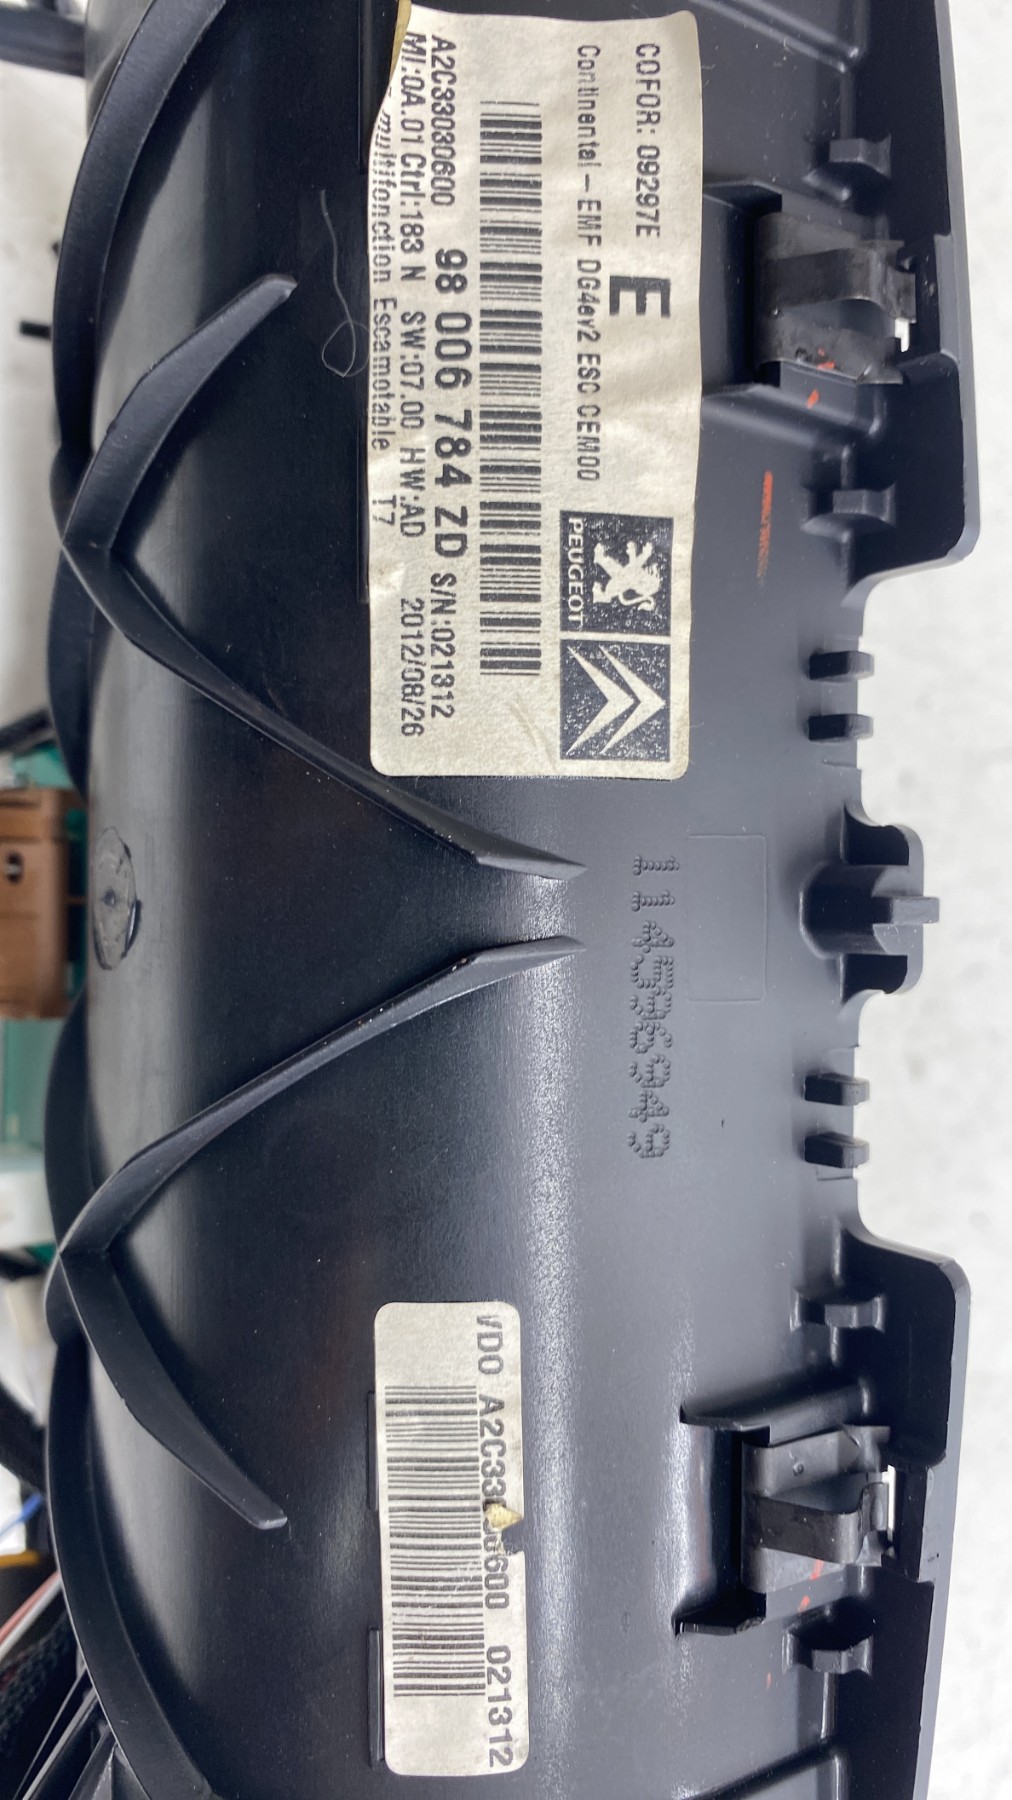 COFOR: 09297E E
Continental - EMF DG4ev2 ESC CEM00
PEUGEOT
98 006 784 ZD
A2C33030600 S/N:021312
MI:0A.01 Ctrl:183 N SW:07.00 HW:AD 2012/08/26
multifonction Escamotable T7
VDO 021312